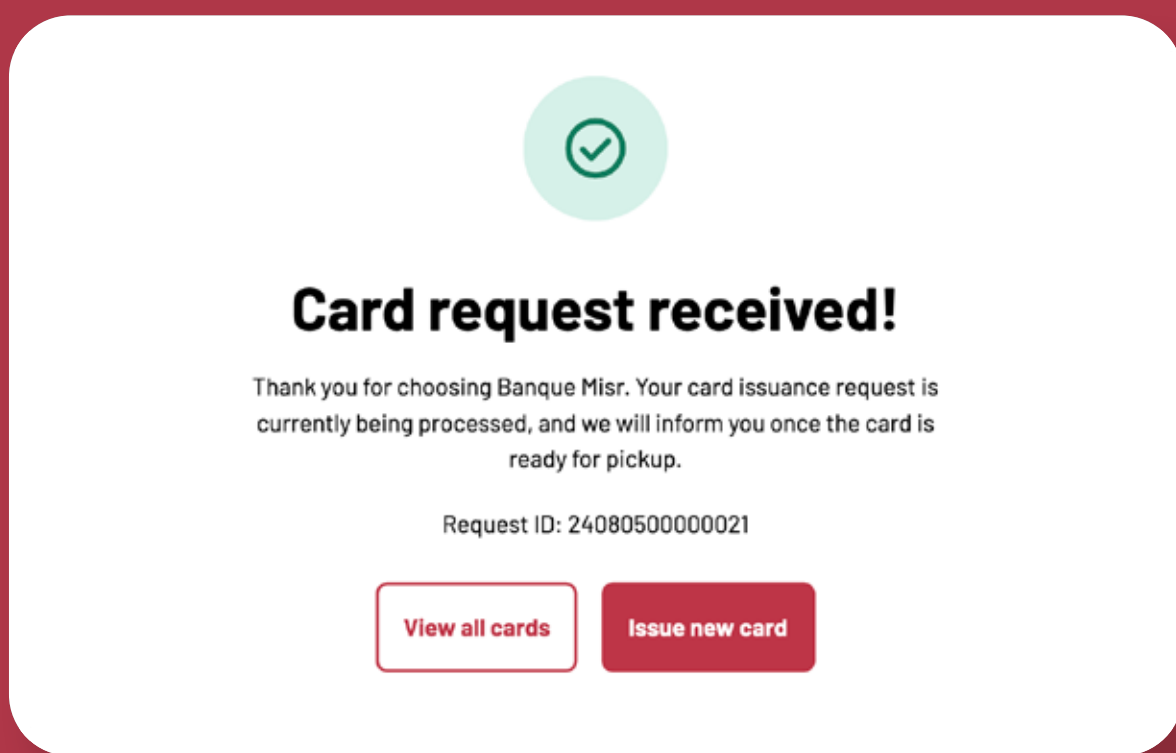 Card request received!
Thank you for choosing Banque Misr. Your card issuance request is
currently being processed, and we will inform you once the card is
ready for pickup.
Request ID: 24080500000021
View all cards
Issue new card